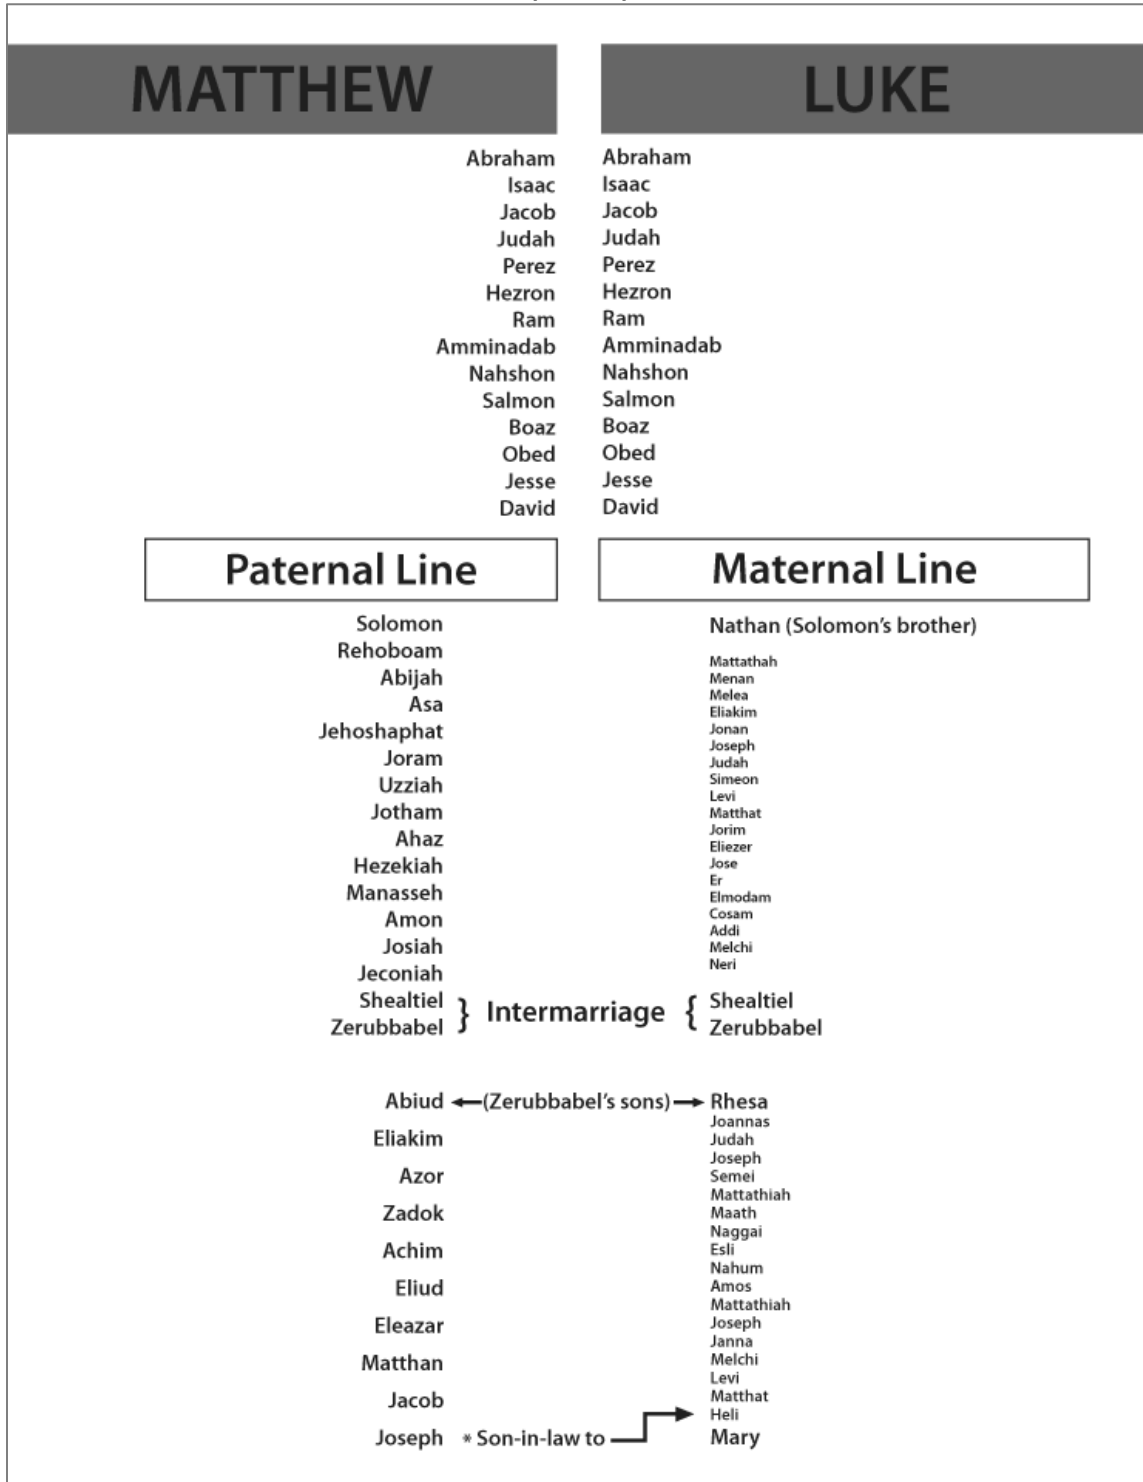 MATTHEW
LUKE
Abraham
Isaac
Jacob
Judah
Perez
Hezron
Ram
Amminadab
Nahshon
Salmon
Boaz
Obed
Jesse
David
Abraham
Isaac
Jacob
Judah
Perez
Hezron
Ram
Amminadab
Nahshon
Salmon
Boaz
Obed
Jesse
David
Paternal Line
Maternal Line
Solomon
Rehoboam
Abijah
Asa
Jehoshaphat
Joram
Uzziah
Jotham
Ahaz
Hezekiah
Manasseh
Amon
Josiah
Jeconiah
Shealtiel
Zerubbabel
} Intermarriage {
Nathan (Solomon's brother)
Mattathah
Menan
Melea
Eliakim
Jonan
Joseph
Judah
Simeon
Levi
Matthat
Jorim
Eliezer
Jose
Er
Elmodam
Cosam
Addi
Melchi
Neri
Shealtiel
Zerubbabel
Abiud
(Zerubbabel's sons)
Eliakim
Azor
Zadok
Achim
Eliud
Eleazar
Matthan
Jacob
Joseph
* Son-in-law to
Rhesa
Joannas
Judah
Joseph
Semei
Mattathiah
Maath
Naggai
Esli
Nahum
Amos
Mattathiah
Joseph
Janna
Melchi
Levi
Matthat
Heli
Mary